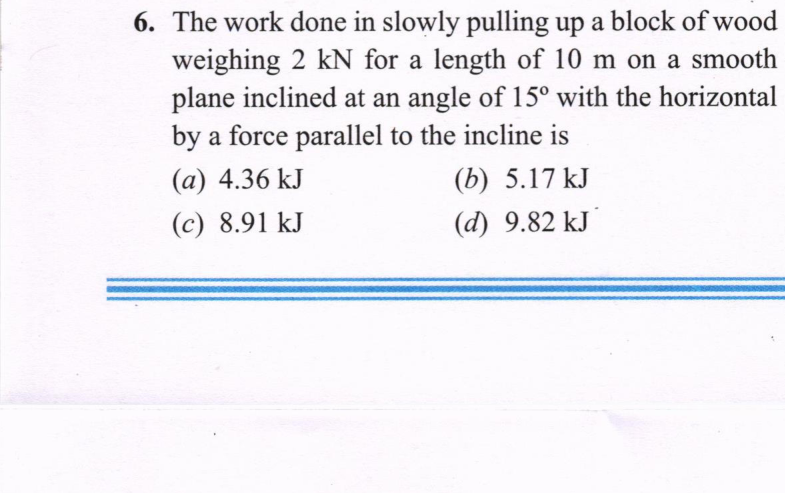 6. The work done in slowly pulling up a block of wood
weighing 2 kN for a length of 10 m on a smooth
plane inclined at an angle of 15º with the horizontal
by a force parallel to the incline is
(a) 4.36 kJ (b) 5.17 kJ
(c) 8.91 kJ (d) 9.82 kJ